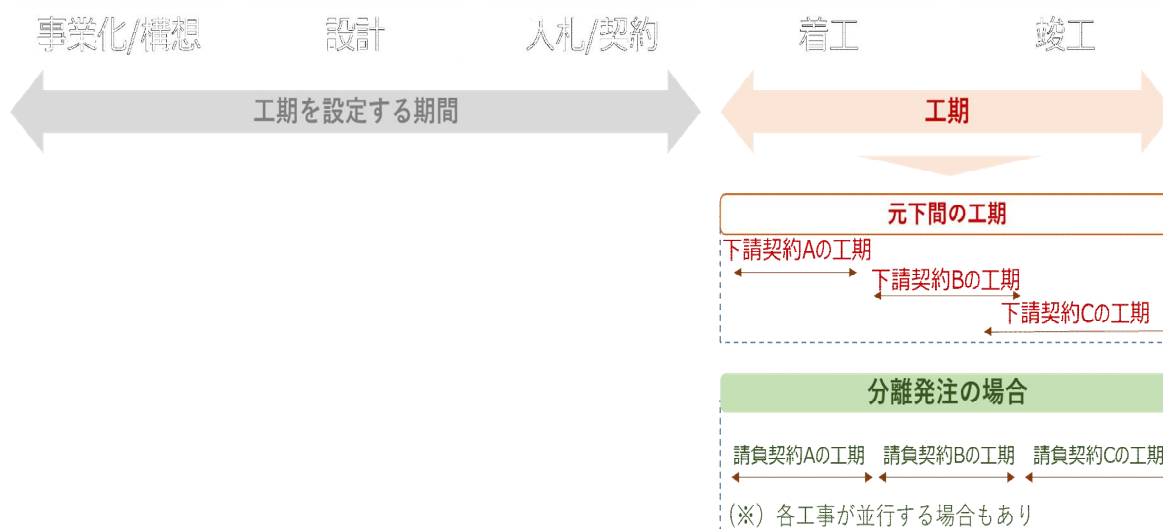 事業化/構想 設計 入札/契約 着工 竣工
工期を設定する期間 工期
元下間の工期
下請契約Aの工期
下請契約Bの工期
下請契約Cの工期
分離発注の場合
請負契約Aの工期 請負契約Bの工期 請負契約Cの工期
(※) 各工事が並行する場合もあり